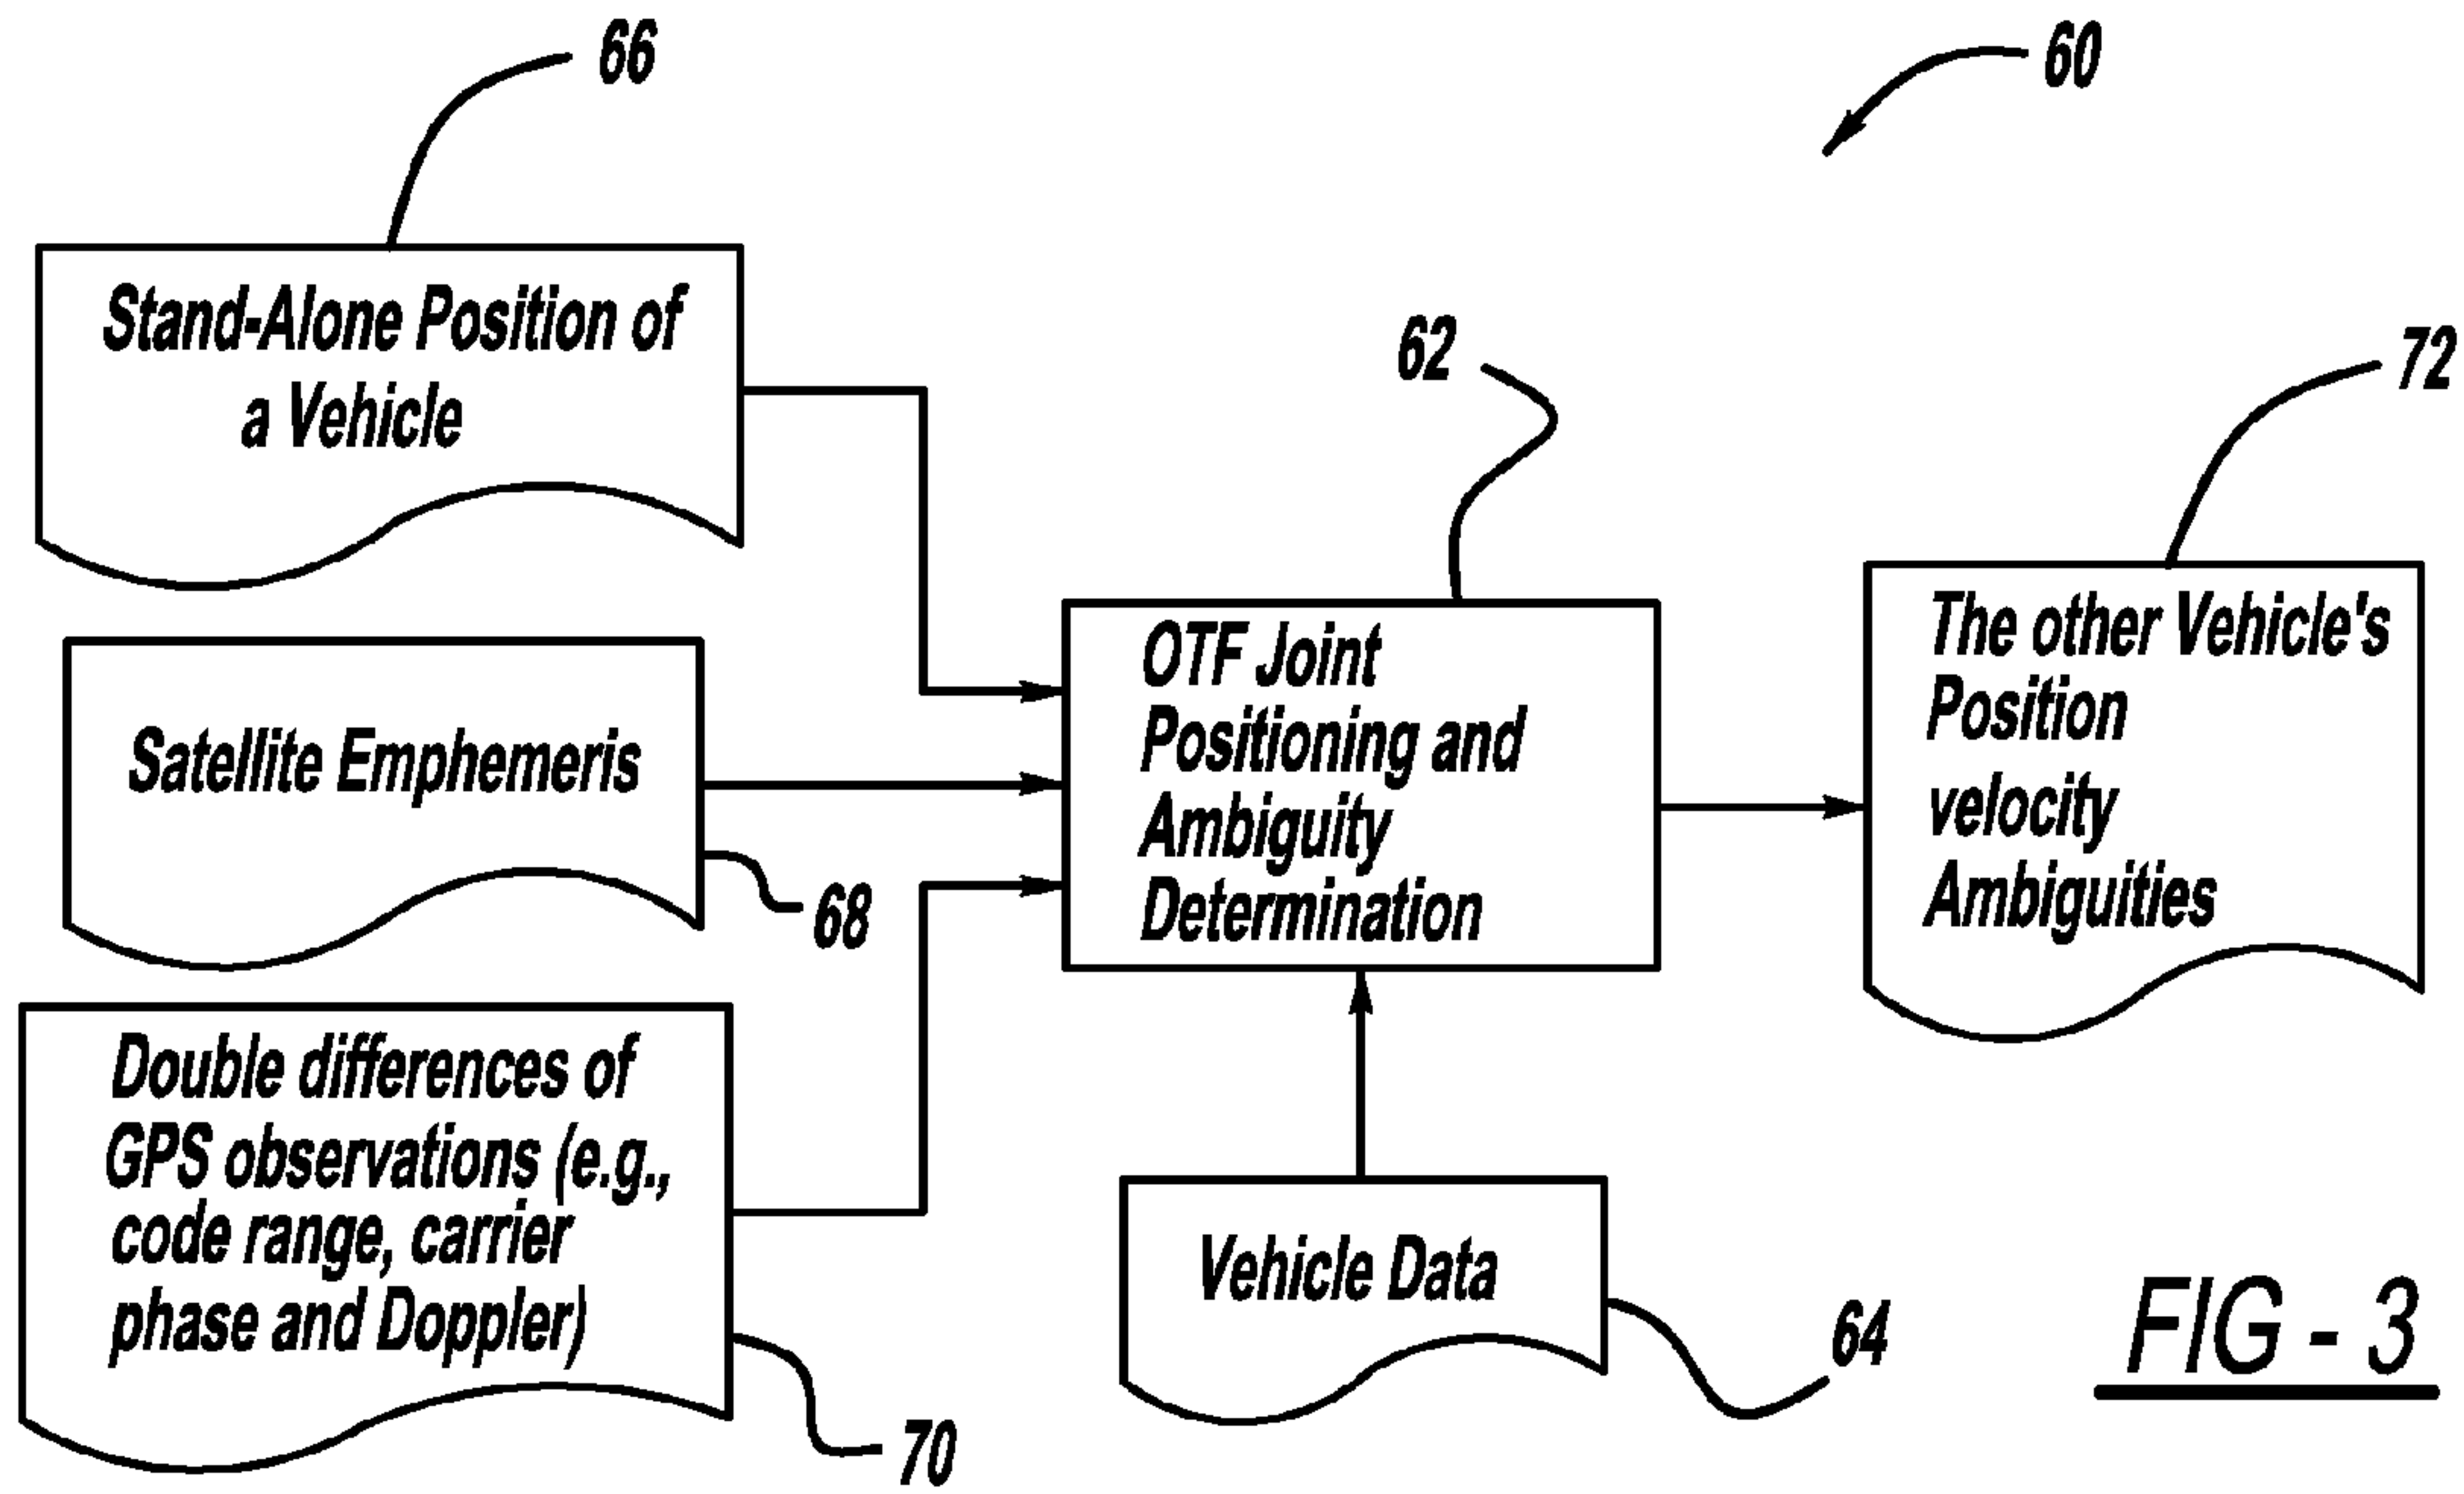 66
60
Stand-Alone Position of
a Vehicle
62
72
Satellite Emphemeris
68
OTF Joint
Positioning and
Ambiguity
Determination
The other Vehicle's
Position
velocity
Ambiguities
Double differences of
GPS observations (e.g.,
code range, carrier
phase and Doppler)
70
Vehicle Data
64
FIG - 3